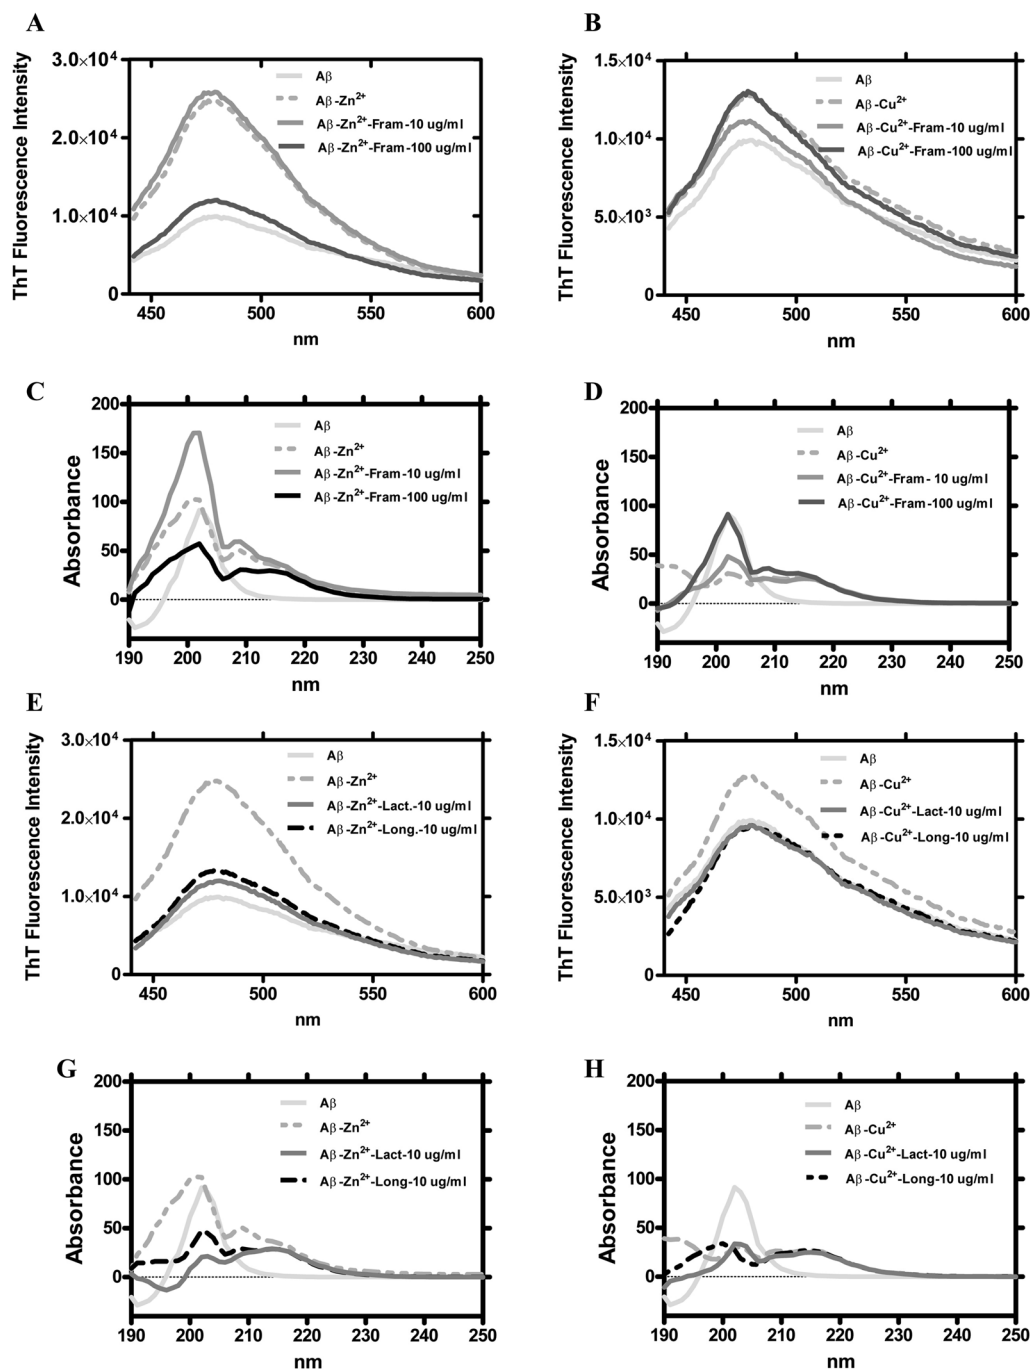 A
ThT Fluorescence Intensity
3.0×10⁴
2.0×10⁴
1.0×10⁴
0
450 500 550 600
nm
Aβ
Aβ-Zn²⁺
Aβ-Zn²⁺-Fram-10 ug/ml
Aβ-Zn²⁺-Fram-100 ug/ml
B
ThT Fluorescence Intensity
1.5×10⁴
1.0×10⁴
5.0×10³
0
450 500 550 600
nm
Aβ
Aβ-Cu²⁺
Aβ-Cu²⁺-Fram-10 ug/ml
Aβ-Cu²⁺-Fram-100 ug/ml
C
Absorbance
200
150
100
50
0
190 200 210 220 230 240 250
nm
Aβ
Aβ-Zn²⁺
Aβ-Zn²⁺-Fram-10 ug/ml
Aβ-Zn²⁺-Fram-100 ug/ml
D
Absorbance
200
150
100
50
0
190 200 210 220 230 240 250
nm
Aβ
Aβ-Cu²⁺
Aβ-Cu²⁺-Fram- 10 ug/ml
Aβ-Cu²⁺-Fram-100 ug/ml
E
ThT Fluorescence Intensity
3.0×10⁴
2.0×10⁴
1.0×10⁴
0
450 500 550 600
nm
Aβ
Aβ-Zn²⁺
Aβ-Zn²⁺-Lact.-10 ug/ml
Aβ-Zn²⁺-Long.-10 ug/ml
F
ThT Fluorescence Intensity
1.5×10⁴
1.0×10⁴
5.0×10³
0
450 500 550 600
nm
Aβ
Aβ-Cu²⁺
Aβ-Cu²⁺-Lact-10 ug/ml
Aβ-Cu²⁺-Long-10 ug/ml
G
Absorbance
200
150
100
50
0
190 200 210 220 230 240 250
nm
Aβ
Aβ-Zn²⁺
Aβ-Zn²⁺-Lact-10 ug/ml
Aβ-Zn²⁺-Long-10 ug/ml
H
Absorbance
200
150
100
50
0
190 200 210 220 230 240 250
nm
Aβ
Aβ-Cu²⁺
Aβ-Cu²⁺-Lact-10 ug/ml
Aβ-Cu²⁺-Long-10 ug/ml